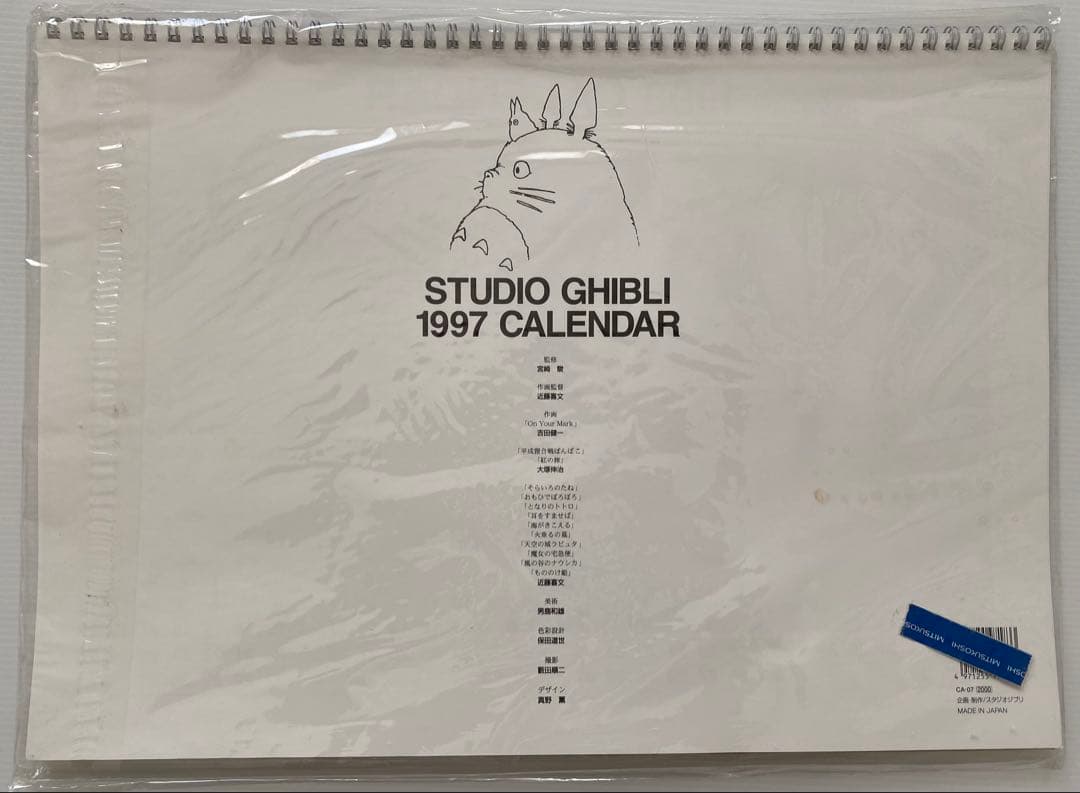 STUDIO GHIBLI
1997 CALENDAR
監修
宮崎 駿
作画監督
近藤喜文
作画
「On Your Mark」
吉田健一
「平成狸合戦ぽんぽこ」
「紅の豚」
大塚伸治
「そらいろのたね」
「おもひでぽろぽろ」
「となりのトトロ」
「耳をすませば」
「海がきこえる」
「火垂るの墓」
「天空の城ラピュタ」
「魔女の宅急便」
「風の谷のナウシカ」
「もののけ姫」
近藤喜文
美術
男鹿和雄
色彩設計
保田道世
撮影
藪田順二
デザイン
真野 薫
MITSUKOSHI MITSUKOS
4 971253
CA-07 2000
企画・制作/スタジオジブリ
MADE IN JAPAN